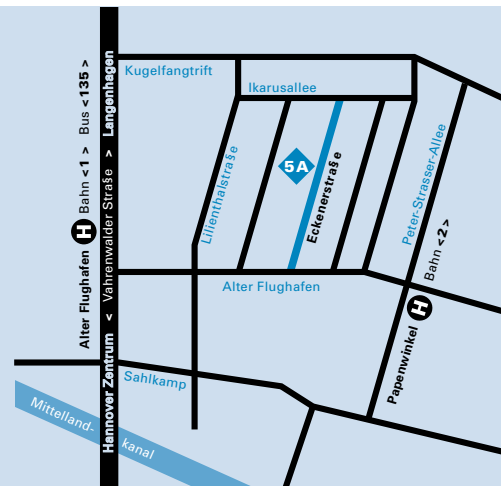 Kugelfangtrift
Ikarusallee
Alter Flughafen H Bahn <1> Bus <135>
Hannover Zentrum < Vahrenwalder Straße > Langenhagen
Lilienthalstraße
5A
Eckenerstraße
Peter-Strasser-Allee
Alter Flughafen
Papenwinkel H Bahn <2>
Sahlkamp
Mittelland-
kanal